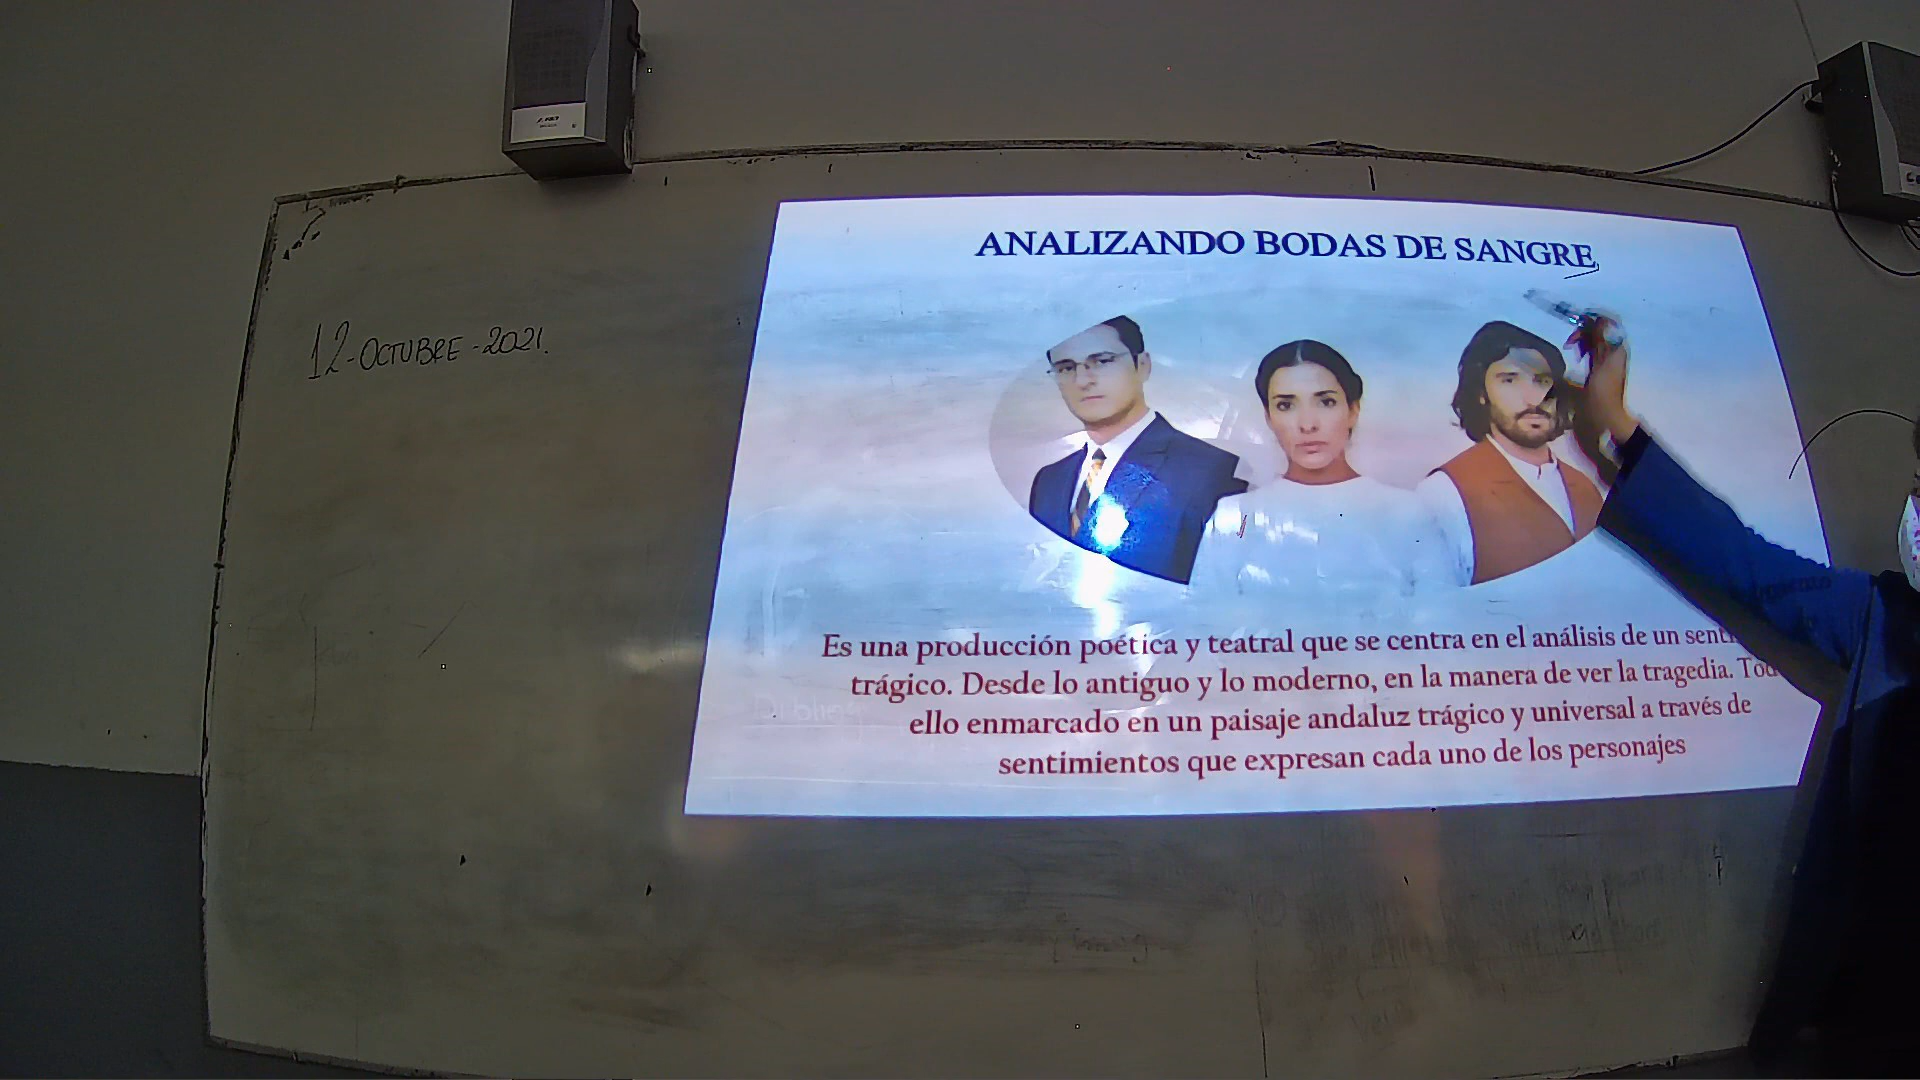 12-OCTUBRE-2021.
ANALIZANDO BODAS DE SANGRE
Es una producción poética y teatral que se centra en el análisis de un
trágico. Desde lo antiguo y lo moderno, en la manera de ver la tragedia.
ello enmarcado en un paisaje andaluz trágico y universal a través de
sentimientos que expresan cada uno de los personajes